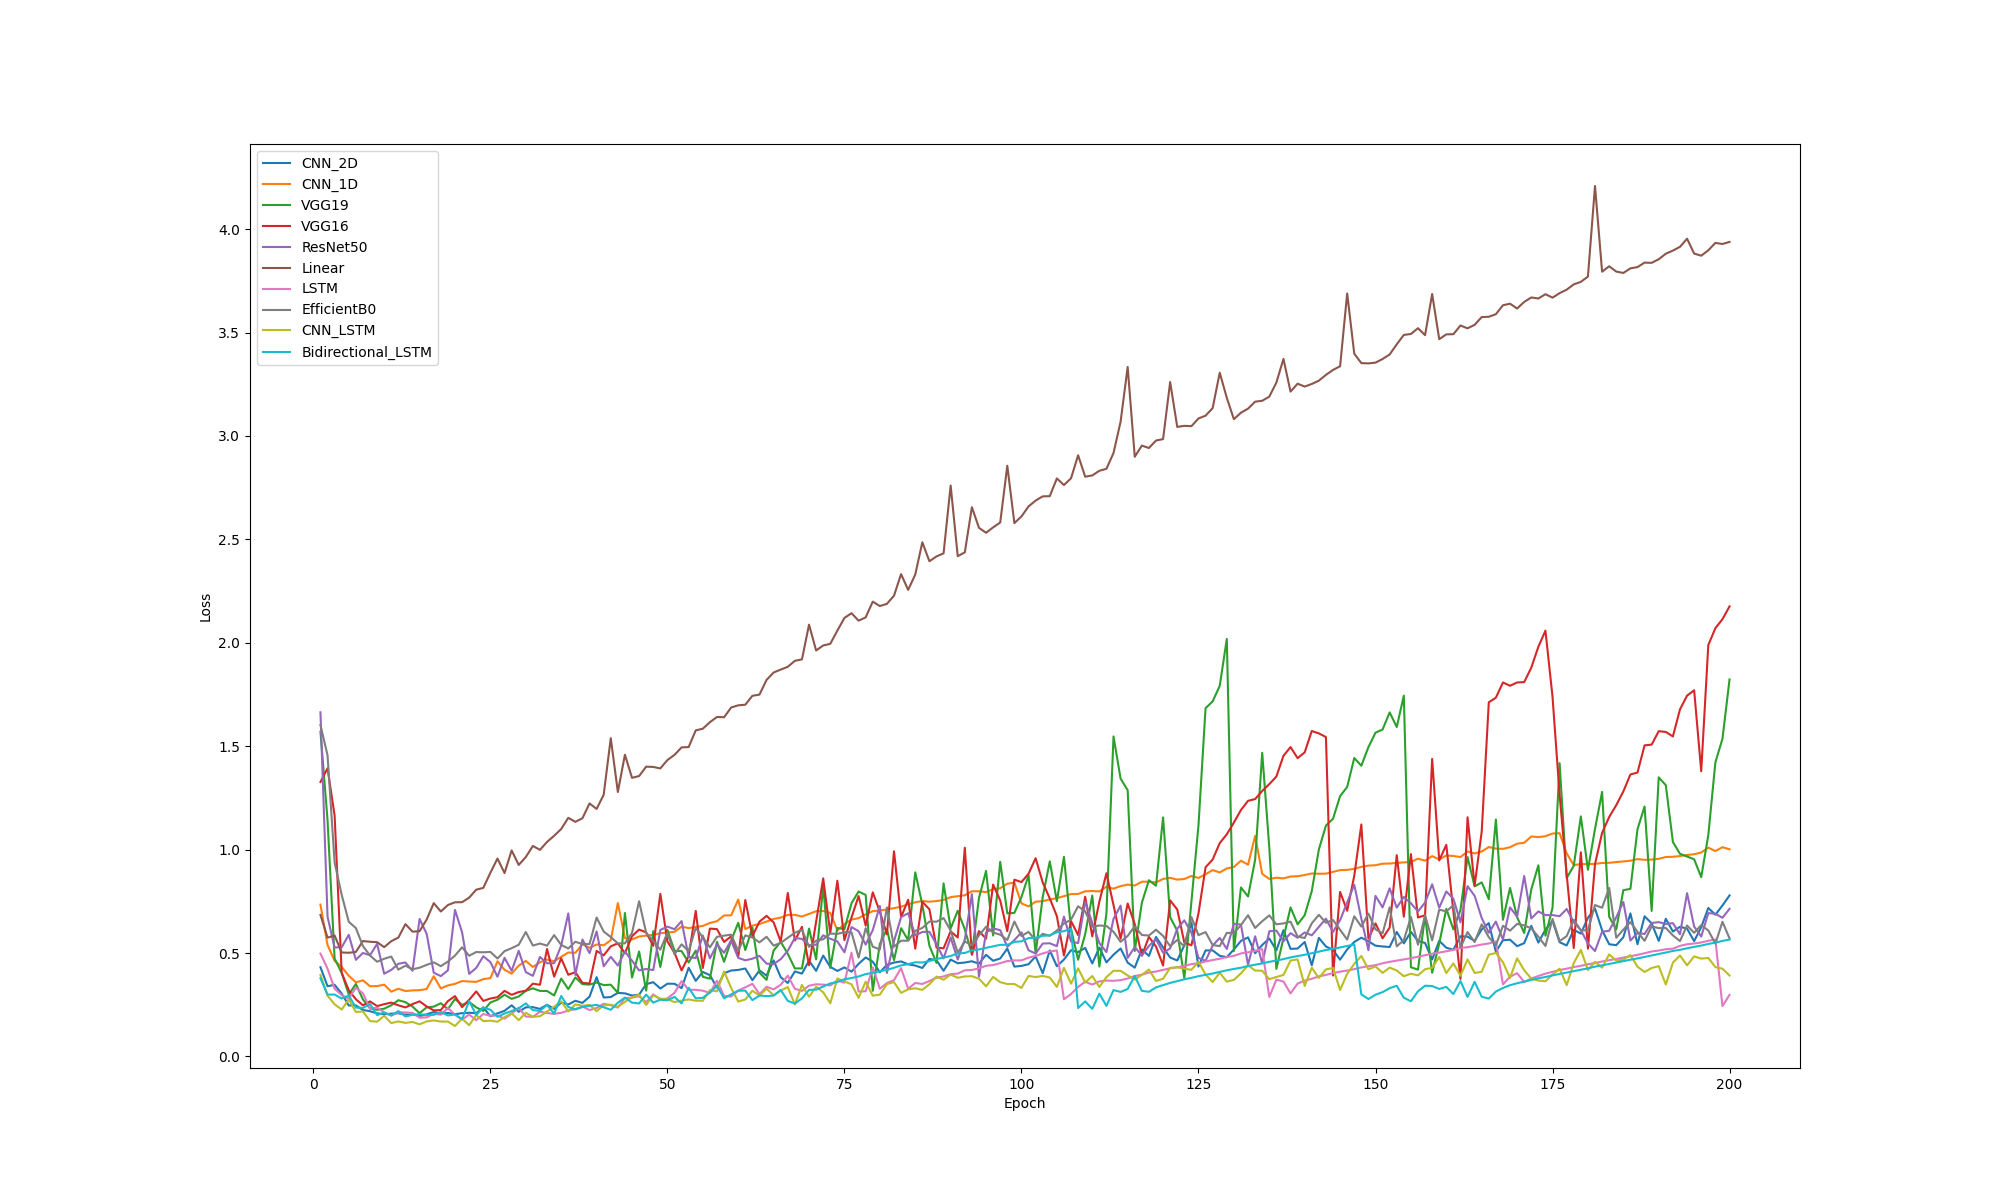 CNN_2D
CNN_1D
VGG19
VGG16
ResNet50
Linear
LSTM
EfficientB0
CNN_LSTM
Bidirectional_LSTM
4.0
3.5
3.0
2.5
2.0
1.5
1.0
0.5
0.0
Loss
0 25 50 75 100 125 150 175 200
Epoch